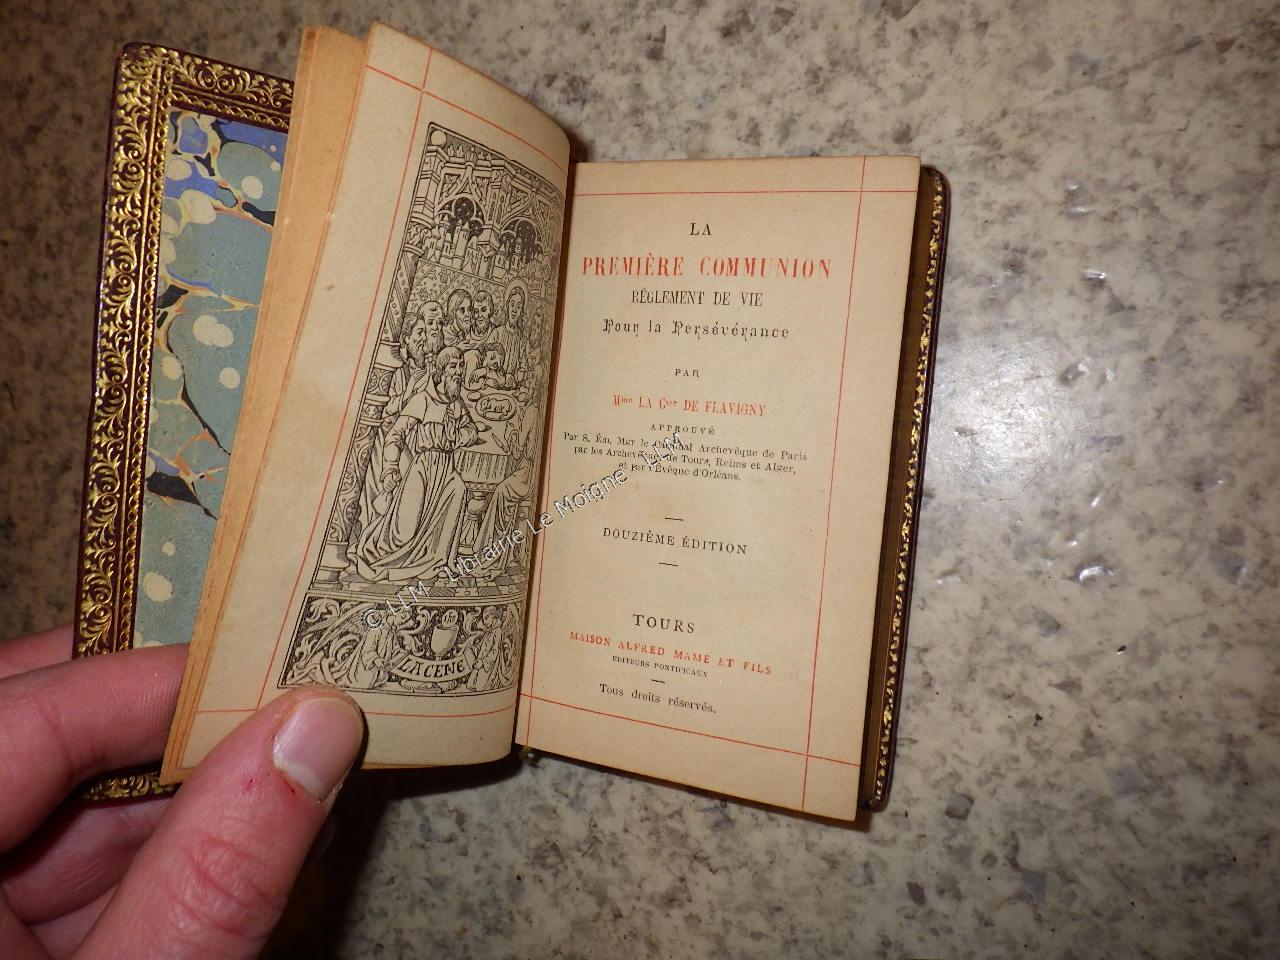 LA
PREMIÈRE COMMUNION
RÈGLEMENT DE VIE
Pour la Persévérance
PAR
Mme LA Csse DE FLAVIGNY
APPROUVÉ
Par S. Ém. Mgr le Cardinal Archevêque de Paris
par les Archevêques de Tours, Reims et Alger,
et par l'Évêque d'Orléans.
DOUZIÈME ÉDITION
TOURS
MAISON ALFRED MAME ET FILS
ÉDITEURS PONTIFICAUX
Tous droits réservés.
LA CENE
© LLM - Librairie Le Moigne - LLM